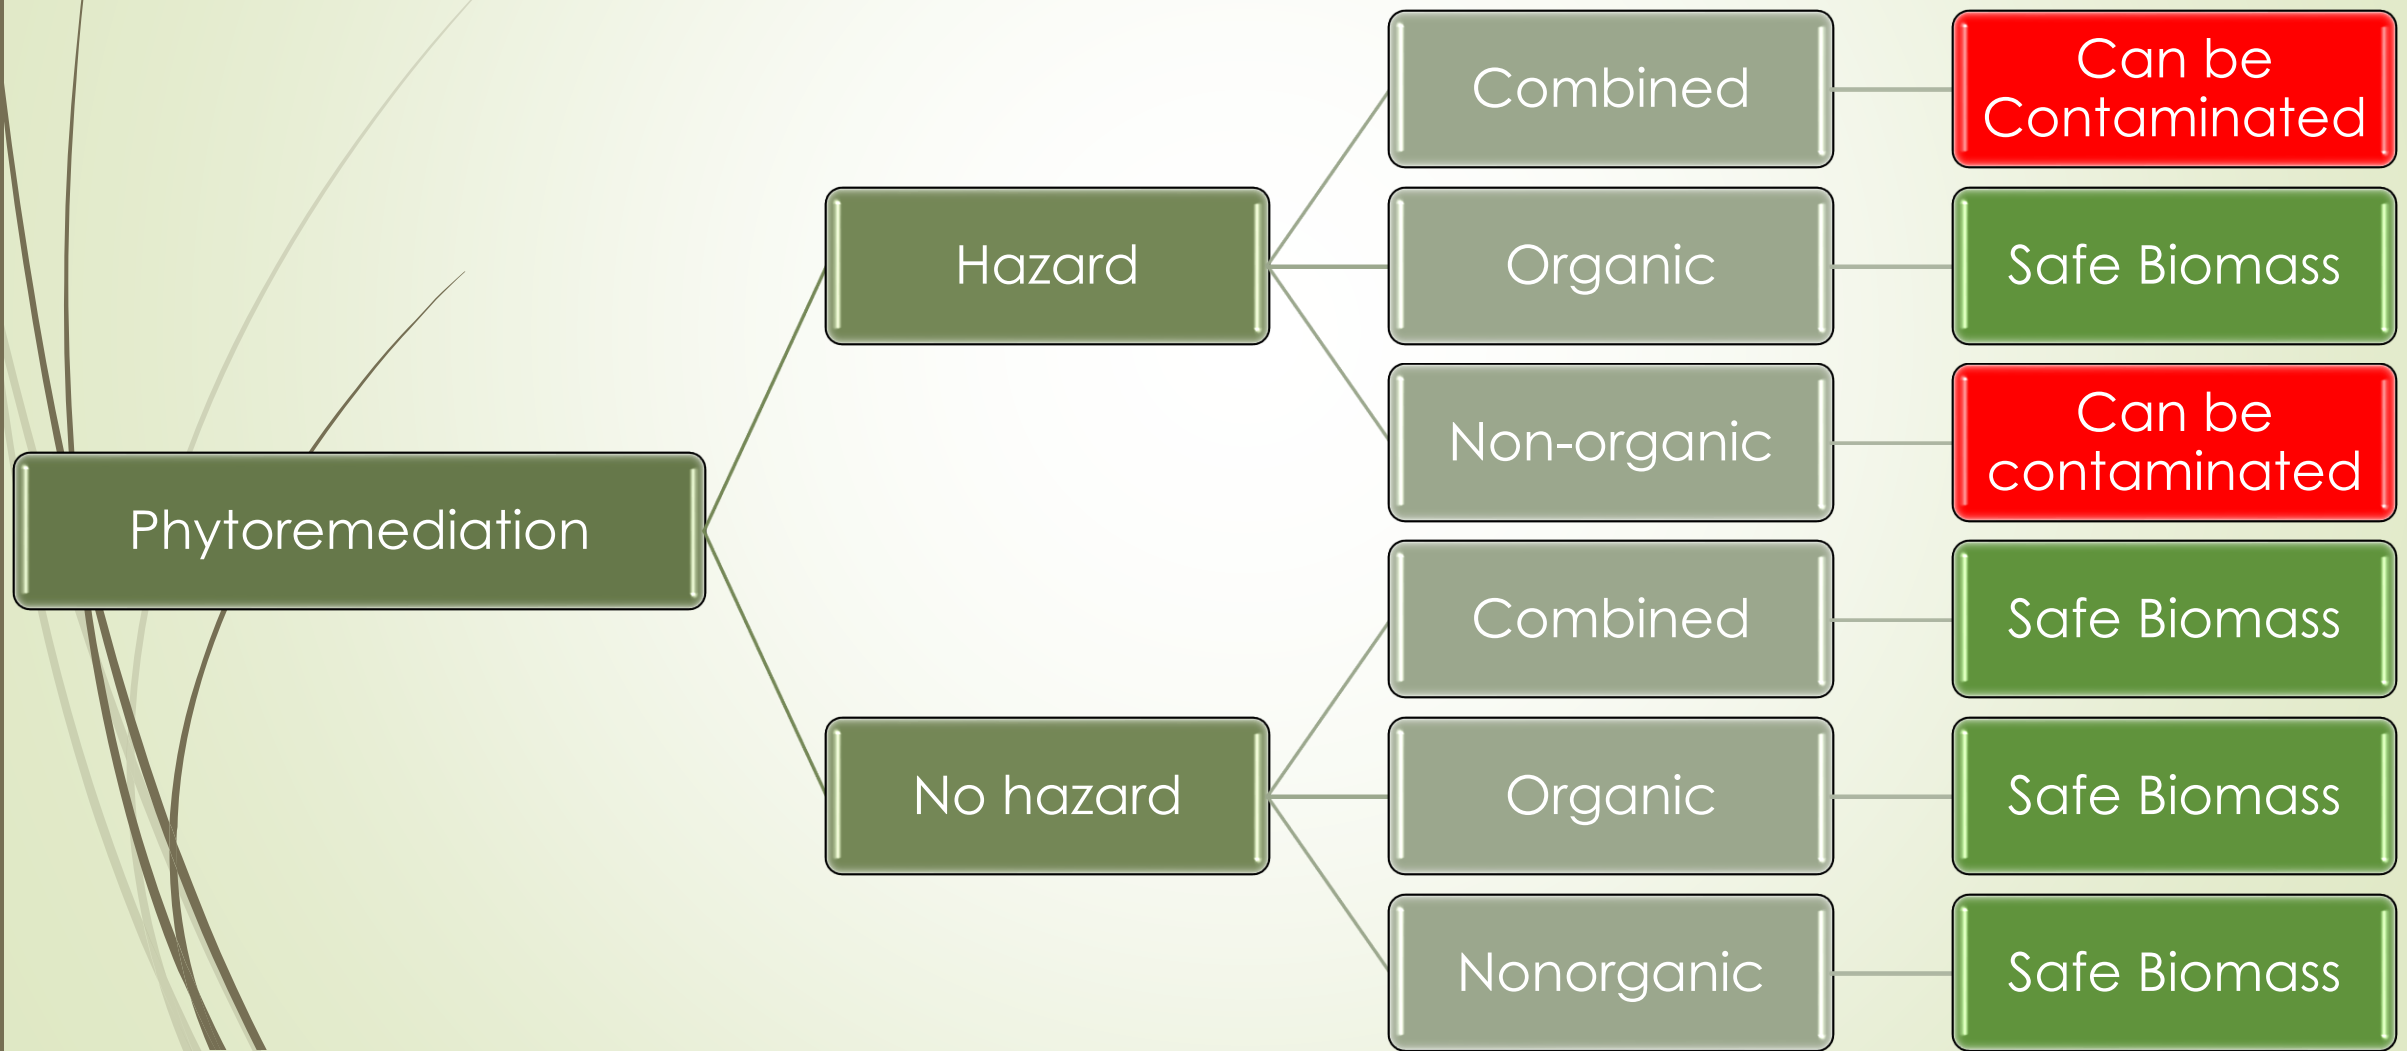 Phytoremediation
Hazard
Combined
Can be
Contaminated
Organic
Safe Biomass
Non-organic
Can be
contaminated
No hazard
Combined
Safe Biomass
Organic
Safe Biomass
Nonorganic
Safe Biomass